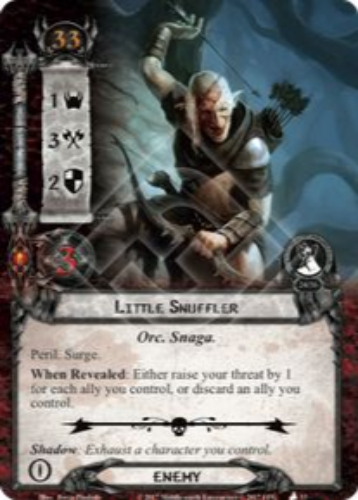 33
1
3
2
3
LITTLE SNUFFLER
Orc. Snaga.
Peril. Surge.
When Revealed: Either raise your threat by 1
for each ally you control, or discard an ally you
control.
Shadow: Exhaust a character you control.
1
ENEMY